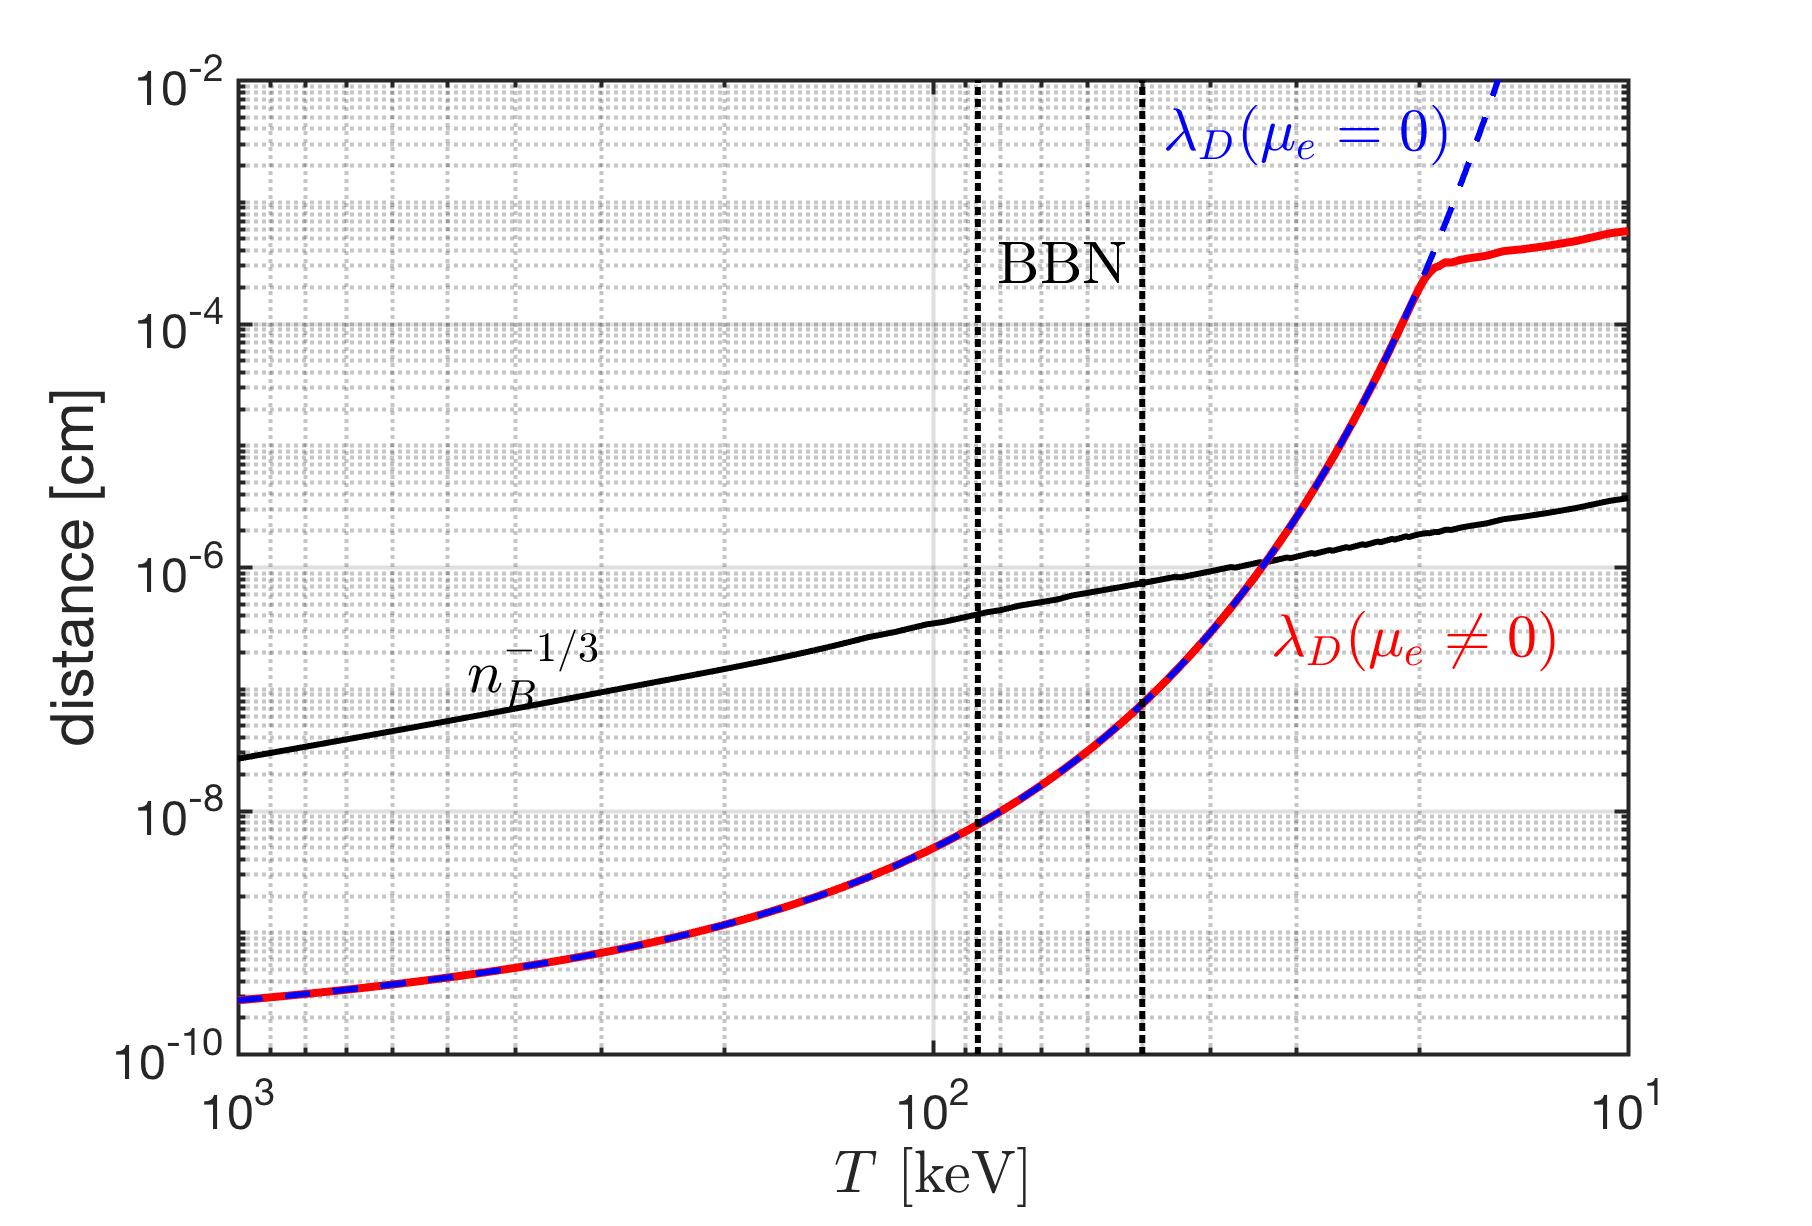 10^-2
λ_D(μ_e = 0)
BBN
10^-4
distance [cm]
10^-6
n_B^-1/3
λ_D(μ_e ≠ 0)
10^-8
10^-10
10^3 10^2 10^1
T [keV]